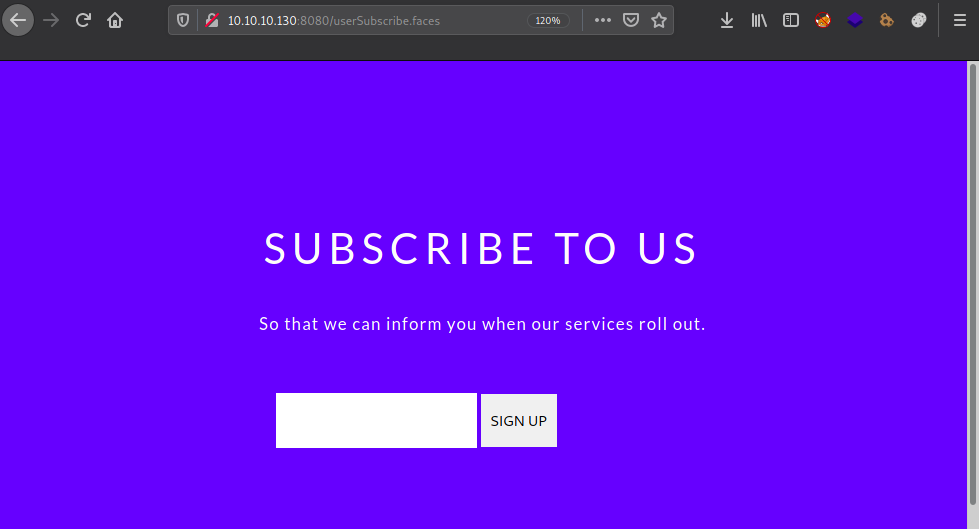 10.10.10.130:8080/userSubscribe.faces
120%
SUBSCRIBE TO US
So that we can inform you when our services roll out.
SIGN UP